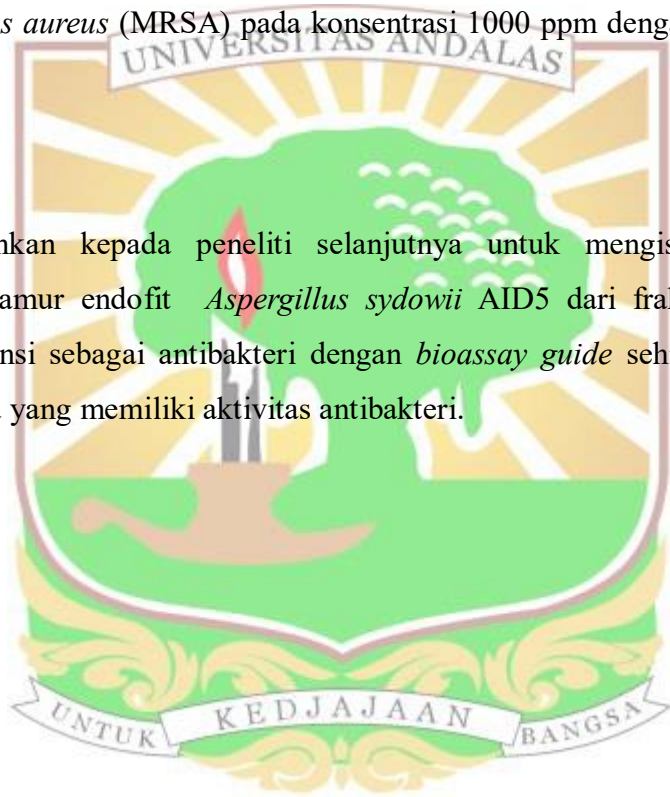 s aureus (MRSA) pada konsentrasi 1000 ppm deng
UNIVERSITAS ANDALAS
nkan kepada peneliti selanjutnya untuk mengis
amur endofit Aspergillus sydowii AID5 dari fra
nsi sebagai antibakteri dengan bioassay guide seh
yang memiliki aktivitas antibakteri.
UNTUK KEDJAJAAN BANGSA